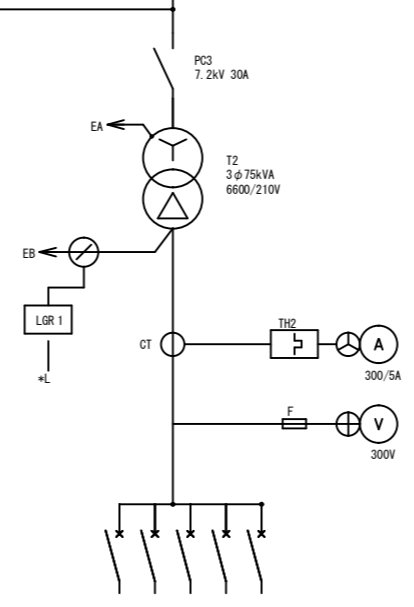 PC3
7.2kV 30A
EA
T2
3φ75kVA
6600/210V
EB
LGR 1
*L
CT
TH2
A
300/5A
F
V
300V